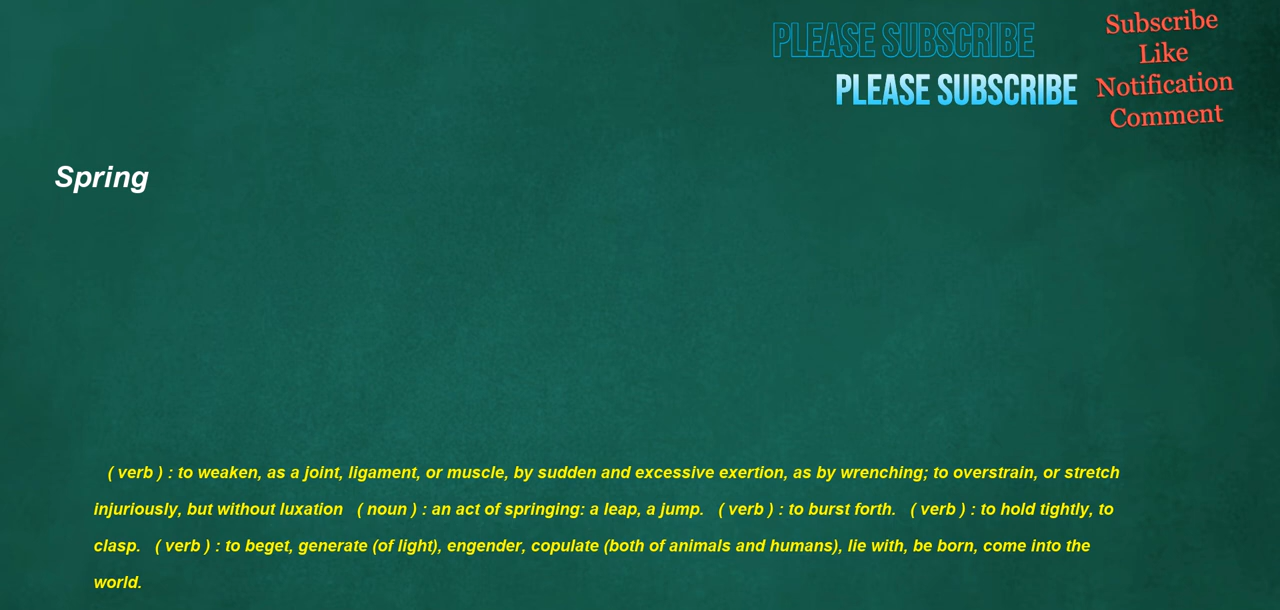 PLEASE SUBSCRIBE
PLEASE SUBSCRIBE
Subscribe
Like
Notification
Comment
Spring
( verb ) : to weaken, as a joint, ligament, or muscle, by sudden and excessive exertion, as by wrenching; to overstrain, or stretch
injuriously, but without luxation ( noun ) : an act of springing: a leap, a jump. ( verb ) : to burst forth. ( verb ) : to hold tightly, to
clasp. ( verb ) : to beget, generate (of light), engender, copulate (both of animals and humans), lie with, be born, come into the
world.